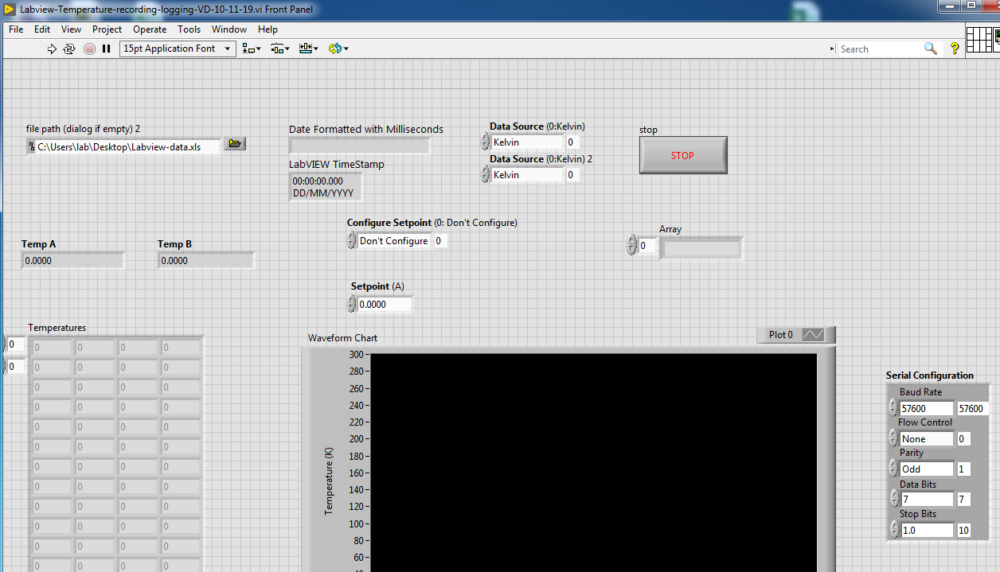 Labview-Temperature-recording-logging-VD-10-11-19.vi Front Panel
File Edit View Project Operate Tools Window Help
15pt Application Font
Search
?
file path (dialog if empty) 2
C:\Users\lab\Desktop\Labview-data.xls
Date Formatted with Milliseconds
LabVIEW TimeStamp
00:00:00.000
DD/MM/YYYY
Data Source (0:Kelvin)
Kelvin 0
Data Source (0:Kelvin) 2
Kelvin 0
stop
STOP
Configure Setpoint (0: Don't Configure)
Don't Configure 0
Array
0
Temp A
0.0000
Temp B
0.0000
Setpoint (A)
0.0000
Temperatures
0
0
0 0 0 0
0 0 0 0
0 0 0 0
0 0 0 0
0 0 0 0
0 0 0 0
0 0 0 0
0 0 0 0
0 0 0 0
0 0 0 0
0 0 0 0
0 0 0 0
Waveform Chart
Plot 0
Temperature (K)
300
280
260
240
220
200
180
160
140
120
100
80
60
40
Serial Configuration
Baud Rate
57600 57600
Flow Control
None 0
Parity
Odd 1
Data Bits
7 7
Stop Bits
1.0 10